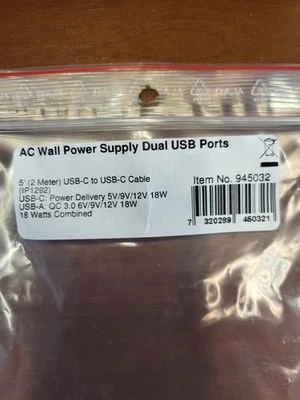 AC Wall Power Supply Dual USB Ports
5' (2 Meter) USB-C to USB-C Cable
(IP1292)
USB-C: Power Delivery 5V/9V/12V 18W
USB-A: QC 3.0 6V/9V/12V 18W
18 Watts Combined
Item No. 945032
7 320289 450321